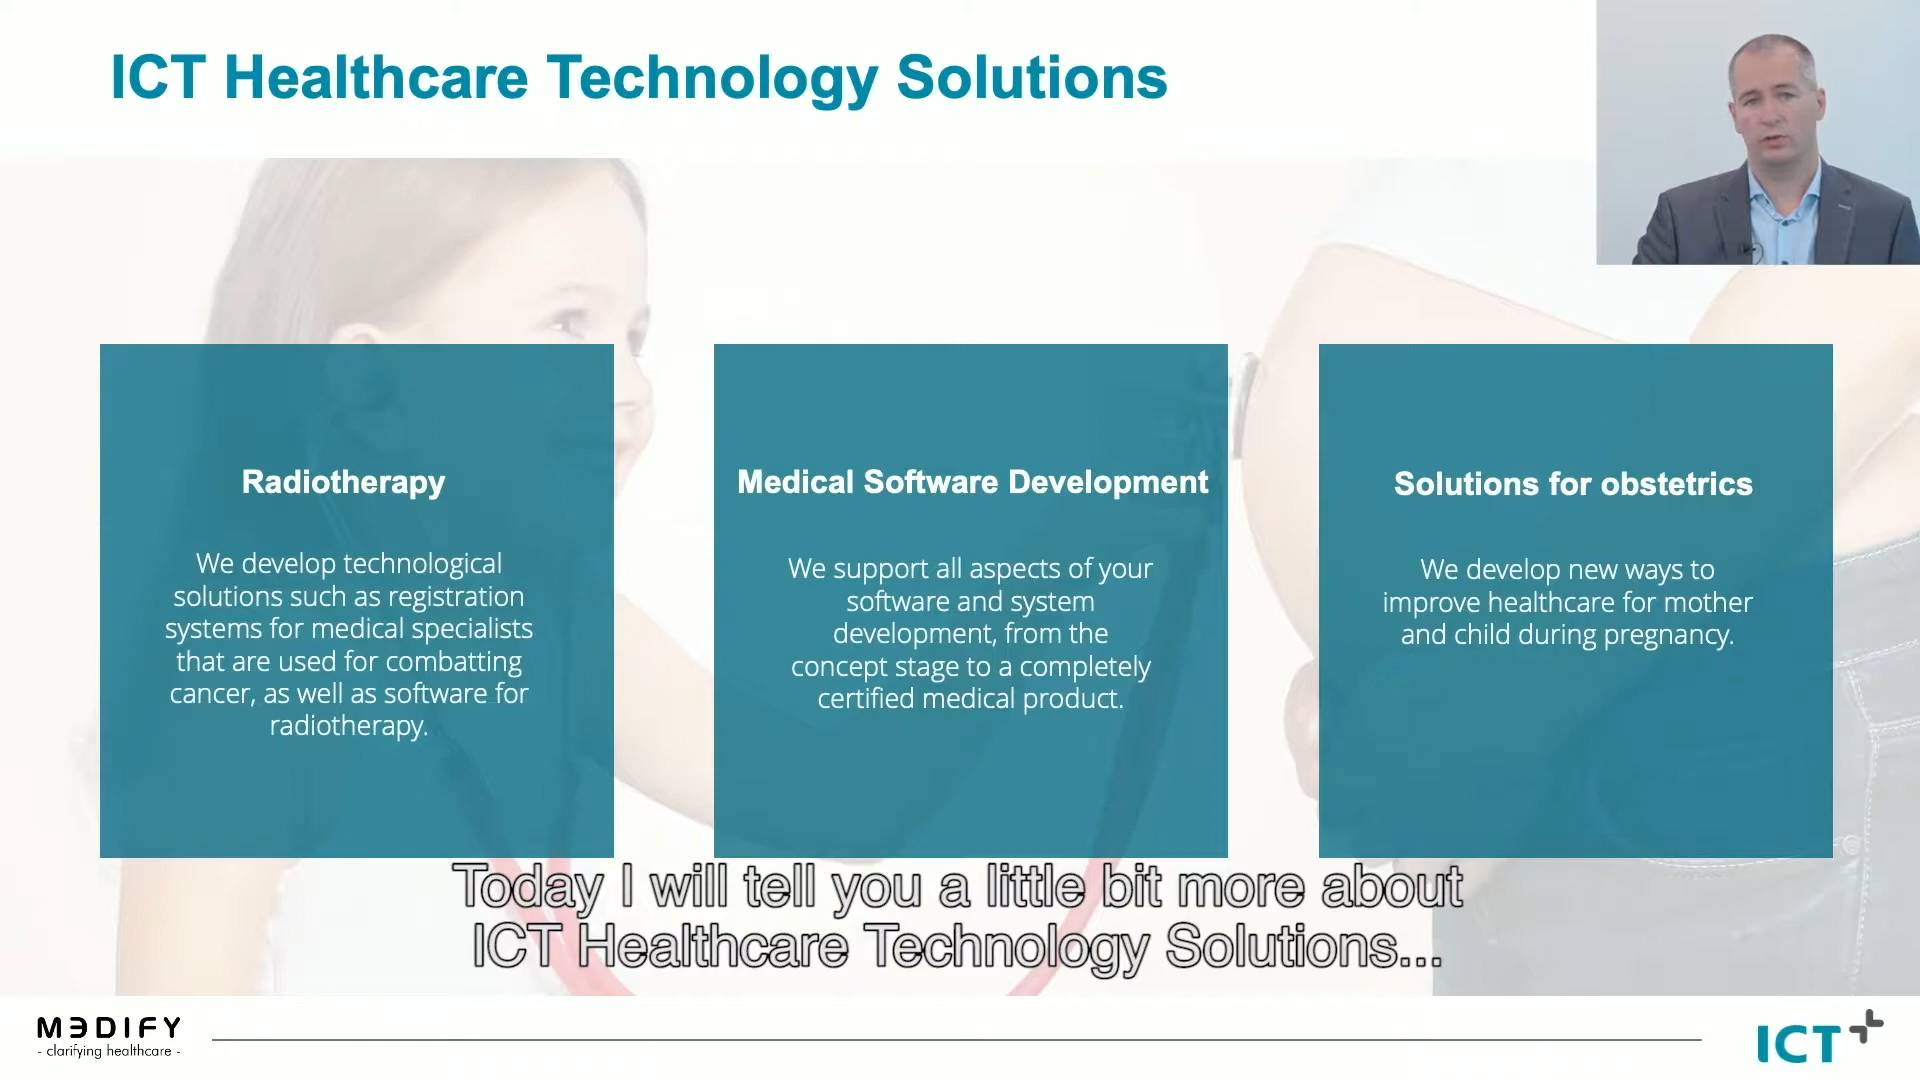 ICT Healthcare Technology Solutions
Radiotherapy
We develop technological
solutions such as registration
systems for medical specialists
that are used for combatting
cancer, as well as software for
radiotherapy.
Medical Software Development
We support all aspects of your
software and system
development, from the
concept stage to a completely
certified medical product.
Solutions for obstetrics
We develop new ways to
improve healthcare for mother
and child during pregnancy.
Today I will tell you a little bit more about
ICT Healthcare Technology Solutions...
MEDIFY
- clarifying healthcare -
ICT